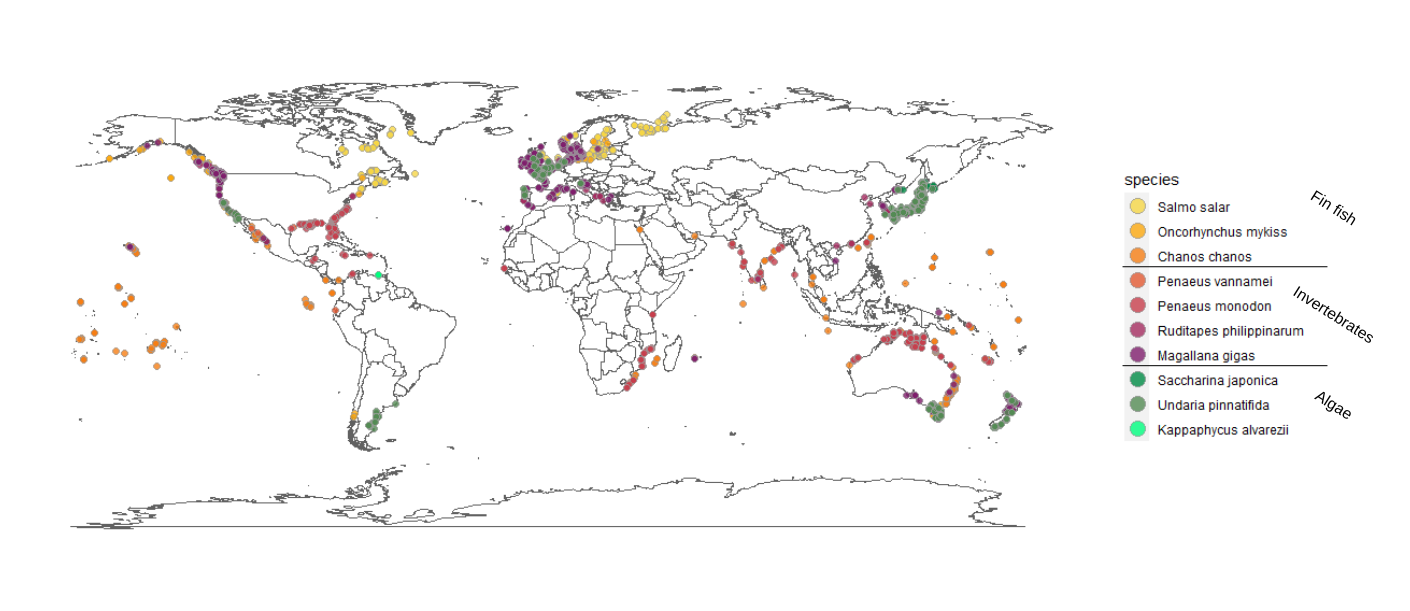 species
Salmo salar
Fin fish
Oncorhynchus mykiss
Chanos chanos
Penaeus vannamei
Invertebrates
Penaeus monodon
Ruditapes philippinarum
Magallana gigas
Saccharina japonica
Algae
Undaria pinnatifida
Kappaphycus alvarezii